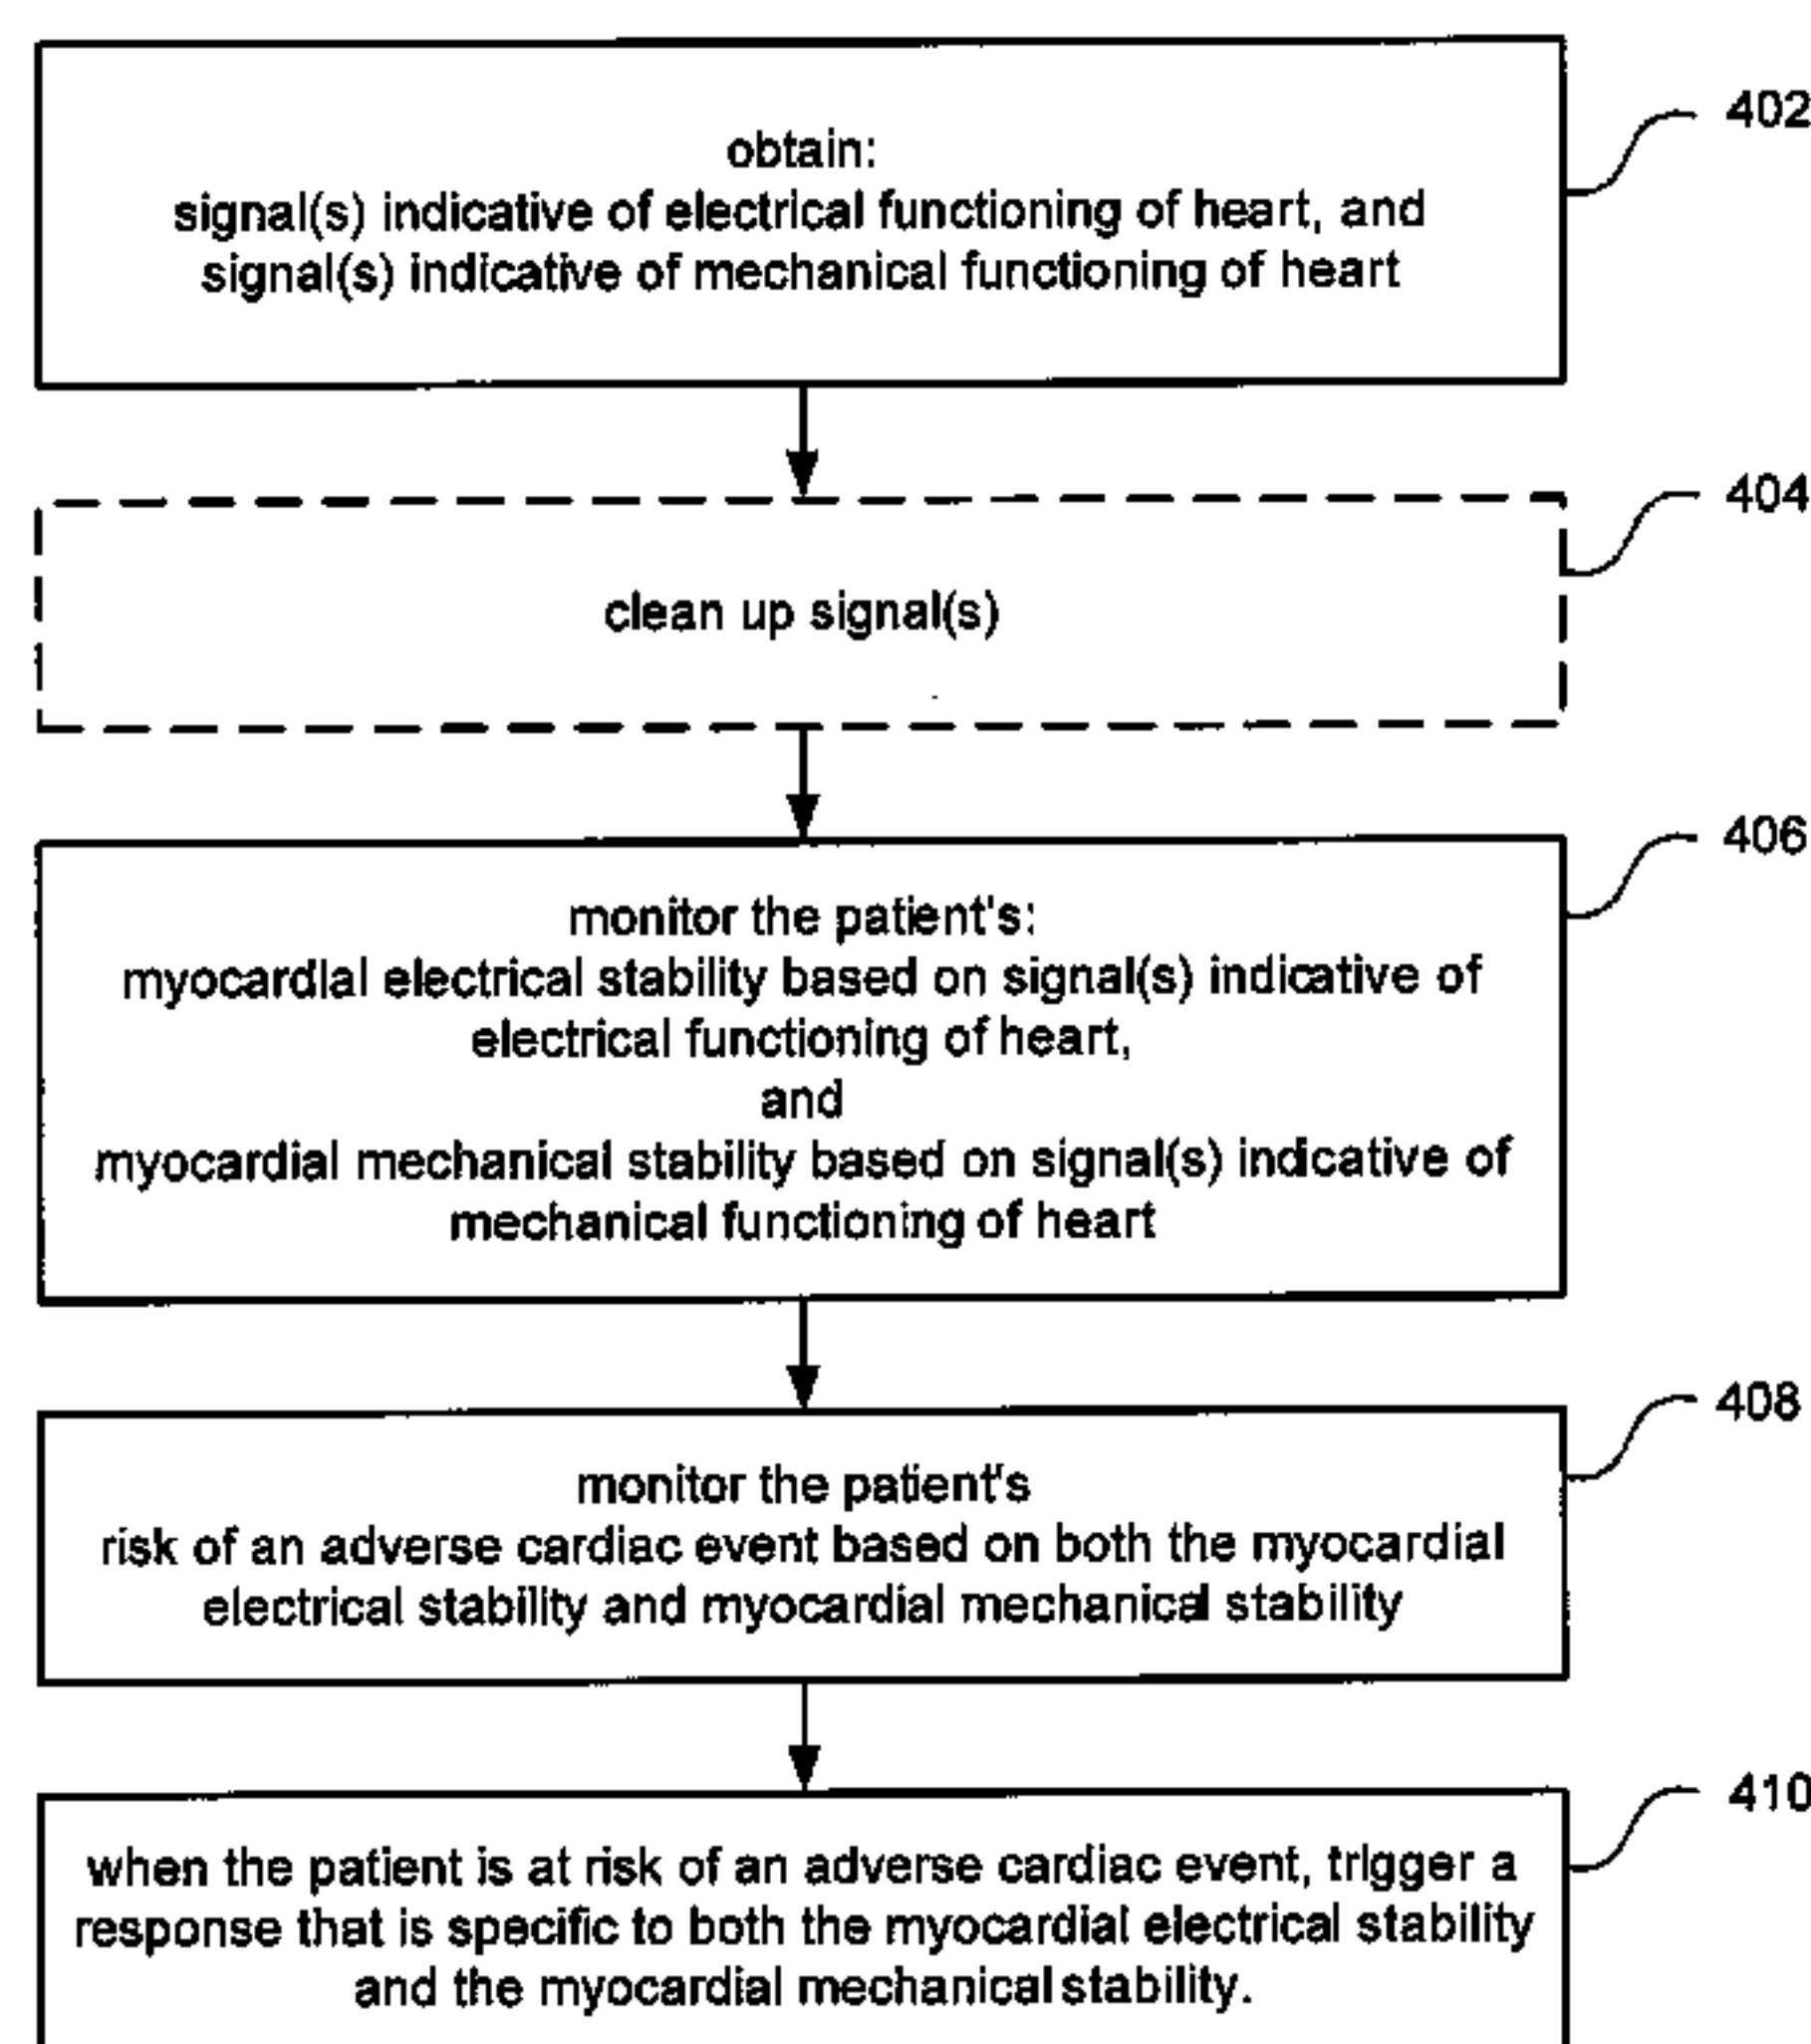 obtain:
402
signal(s) indicative of electrical functioning of heart, and
signal(s) indicative of mechanical functioning of heart
404
clean up signal(s)
406
monitor the patient's:
myocardial electrical stability based on signal(s) indicative of
electrical functioning of heart,
and
myocardial mechanical stability based on signal(s) indicative of
mechanical functioning of heart
408
monitor the patient's
risk of an adverse cardiac event based on both the myocardial
electrical stability and myocardial mechanical stability
410
when the patient is at risk of an adverse cardiac event, trigger a
response that is specific to both the myocardial electrical stability
and the myocardial mechanical stability.